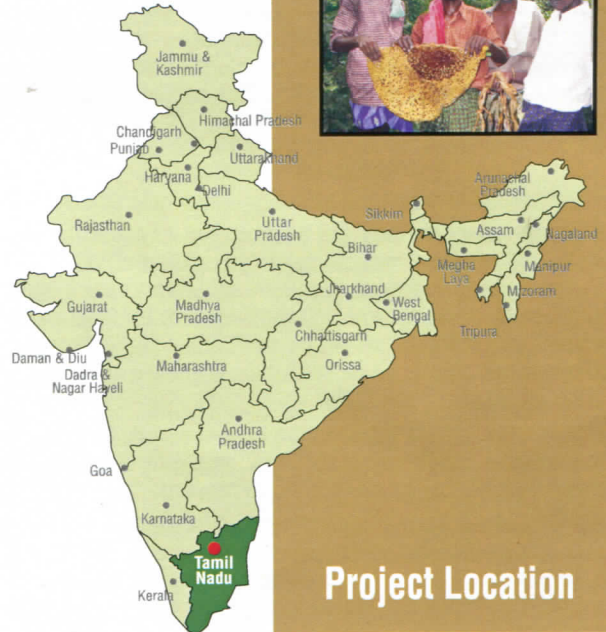 Jammu &
Kashmir
Himachal Pradesh
Chandigarh
Punjab
Uttarakhand
Haryana
Delhi
Arunachal
Pradesh
Sikkim
Rajasthan
Uttar
Pradesh
Assam
Nagaland
Bihar
Megha
Laya
Manipur
Jharkhand
Mizoram
Gujarat
Madhya
Pradesh
West
Bengal
Tripura
Chhattisgarh
Daman & Diu
Dadra &
Nagar Haveli
Maharashtra
Orissa
Andhra
Pradesh
Goa
Karnataka
Tamil
Nadu
Kerala
Project Location